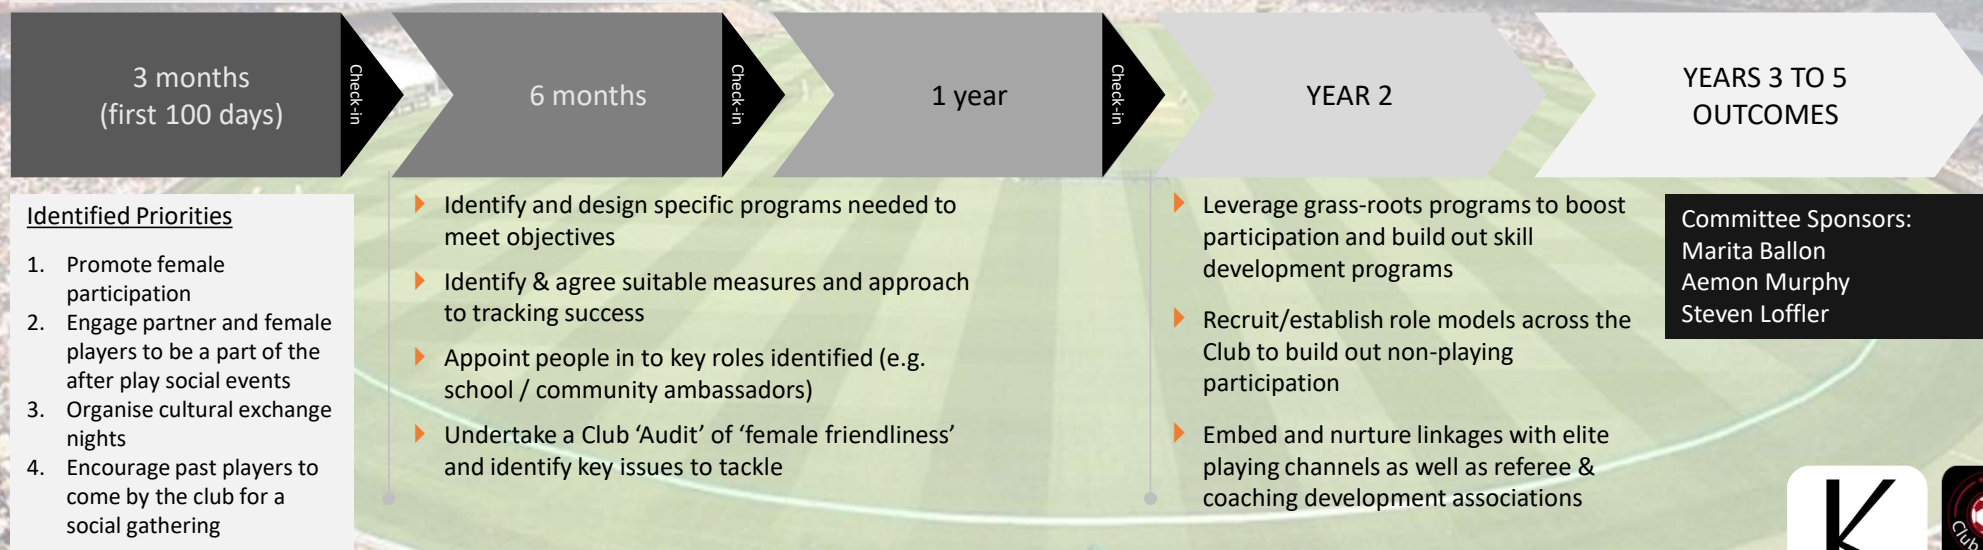 3 months
(first 100 days)
Check-in
6 months
Check-in
1 year
Check-in
YEAR 2
YEARS 3 TO 5
OUTCOMES
Identified Priorities
1. Promote female
participation
2. Engage partner and female
players to be a part of the
after play social events
3. Organise cultural exchange
nights
4. Encourage past players to
come by the club for a
social gathering
Identify and design specific programs needed to
meet objectives
Identify & agree suitable measures and approach
to tracking success
Appoint people in to key roles identified (e.g.
school / community ambassadors)
Undertake a Club ‘Audit’ of ‘female friendliness’
and identify key issues to tackle
Leverage grass-roots programs to boost
participation and build out skill
development programs
Recruit/establish role models across the
Club to build out non-playing
participation
Embed and nurture linkages with elite
playing channels as well as referee &
coaching development associations
Committee Sponsors:
Marita Ballon
Aemon Murphy
Steven Loffler
K
Club